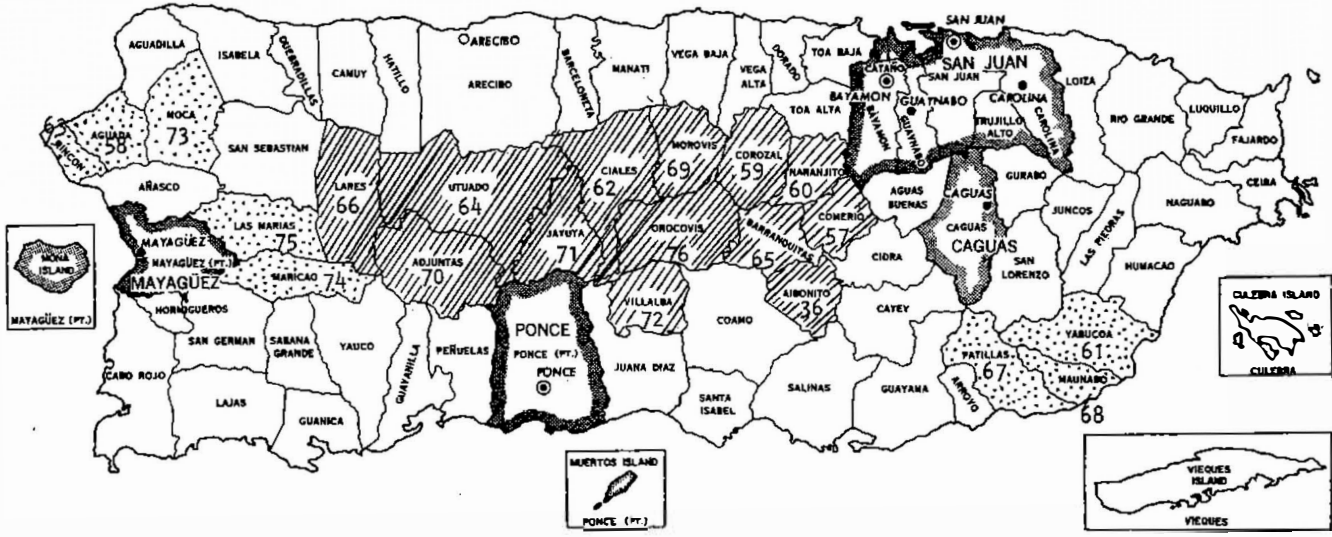 SAN JUAN
AGUADILLA
ISABELA
QUEBRADILLAS
CAMUY
HATILLO
ARECIBO
ARECIBO
BARCELONETA
MANATI
VEGA BAJA
VEGA
ALTA
DORADO
TOA BAJA
TOA ALTA
CATAÑO
BAYAMON
BAYAMON
GUAYNABO
GUAYNABO
SAN JUAN
SAN JUAN
CAROLINA
CAROLINA
TRUJILLO
ALTO
LOIZA
RIO GRANDE
LUQUILLO
FAJARDO
CEIBA
63
RINCON
AGUADA
58
MOCA
73
SAN SEBASTIAN
AÑASCO
LARES
66
UTUADO
64
CIALES
62
MOROVIS
69
COROZAL
59
NARANJITO
60
COMERIO
57
AGUAS
BUENAS
CAGUAS
CAGUAS
CAGUAS
GURABO
JUNCOS
LAS PIEDRAS
NAGUABO
HUMACAO
SAN
LORENZO
MONA
ISLAND
MAYAGÜEZ (PT.)
MAYAGÜEZ
MAYAGÜEZ (PT.)
MAYAGÜEZ
LAS MARIAS
75
MARICAO
74
ADJUNTAS
70
JAYUYA
71
OROCOVIS
76
BARRANQUITAS
65
AIBONITO
36
CIDRA
CAYEY
VILLALBA
72
COAMO
HORMIGUEROS
SAN GERMAN
SABANA
GRANDE
YAUCO
GUAYANILLA
PEÑUELAS
PONCE
PONCE (PT.)
PONCE
JUANA DIAZ
SANTA
ISABEL
SALINAS
GUAYAMA
ARROYO
PATILLAS
67
YABUCOA
61
MAUNABO
68
CABO ROJO
LAJAS
GUANICA
CULEBRA ISLAND
CULEBRA
MUERTOS ISLAND
PONCE (PT.)
VIEQUES
ISLAND
VIEQUES